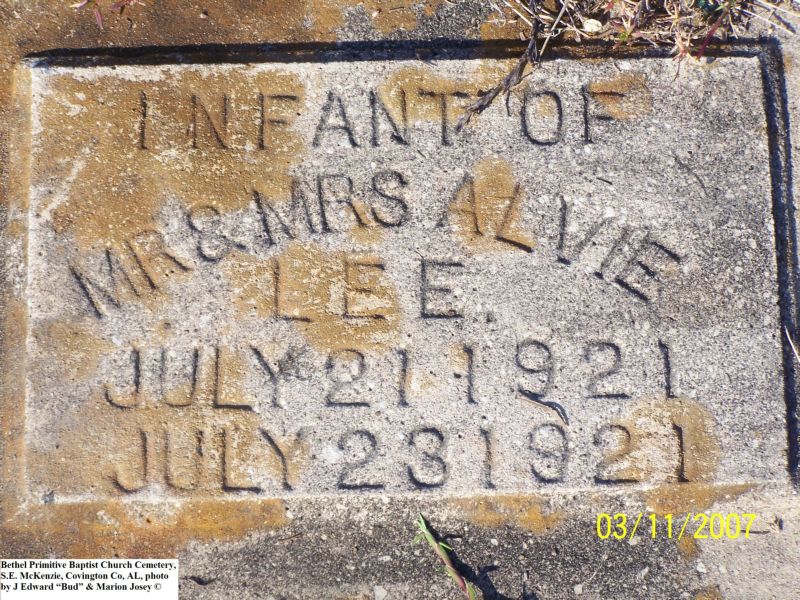 INFANT OF
MR & MRS ALVIE
LEE.
JULY 21 1921
JULY 23 1921
03/11/2007
Bethel Primitive Baptist Church Cemetery,
S.E. McKenzie, Covington Co, AL, photo
by J Edward “Bud” & Marion Josey ©